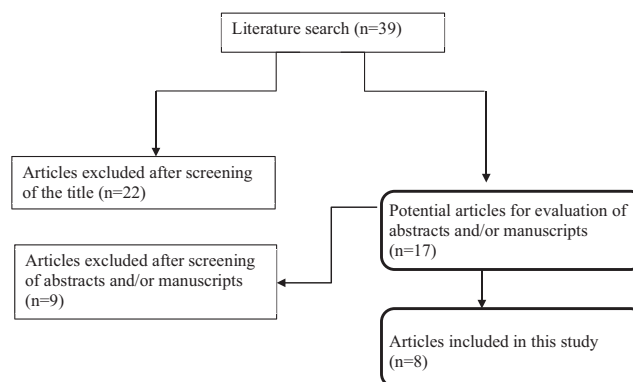 Literature search (n=39)
Articles excluded after screening
of the title (n=22)
Potential articles for evaluation of
abstracts and/or manuscripts
(n=17)
Articles excluded after screening
of abstracts and/or manuscripts
(n=9)
Articles included in this study
(n=8)